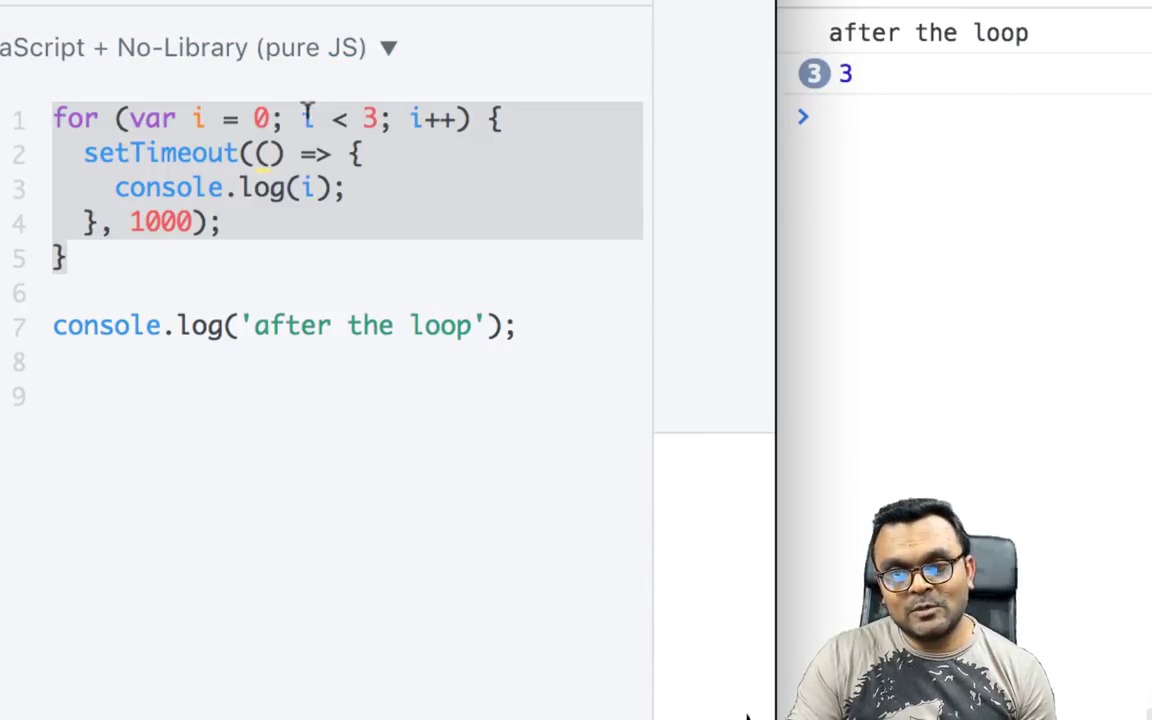 aScript + No-Library (pure JS) ▼
1 for (var i = 0; i < 3; i++) {
2 setTimeout(() => {
3 console.log(i);
4 }, 1000);
5 }
6
7 console.log('after the loop');
8
9
after the loop
3 3
>